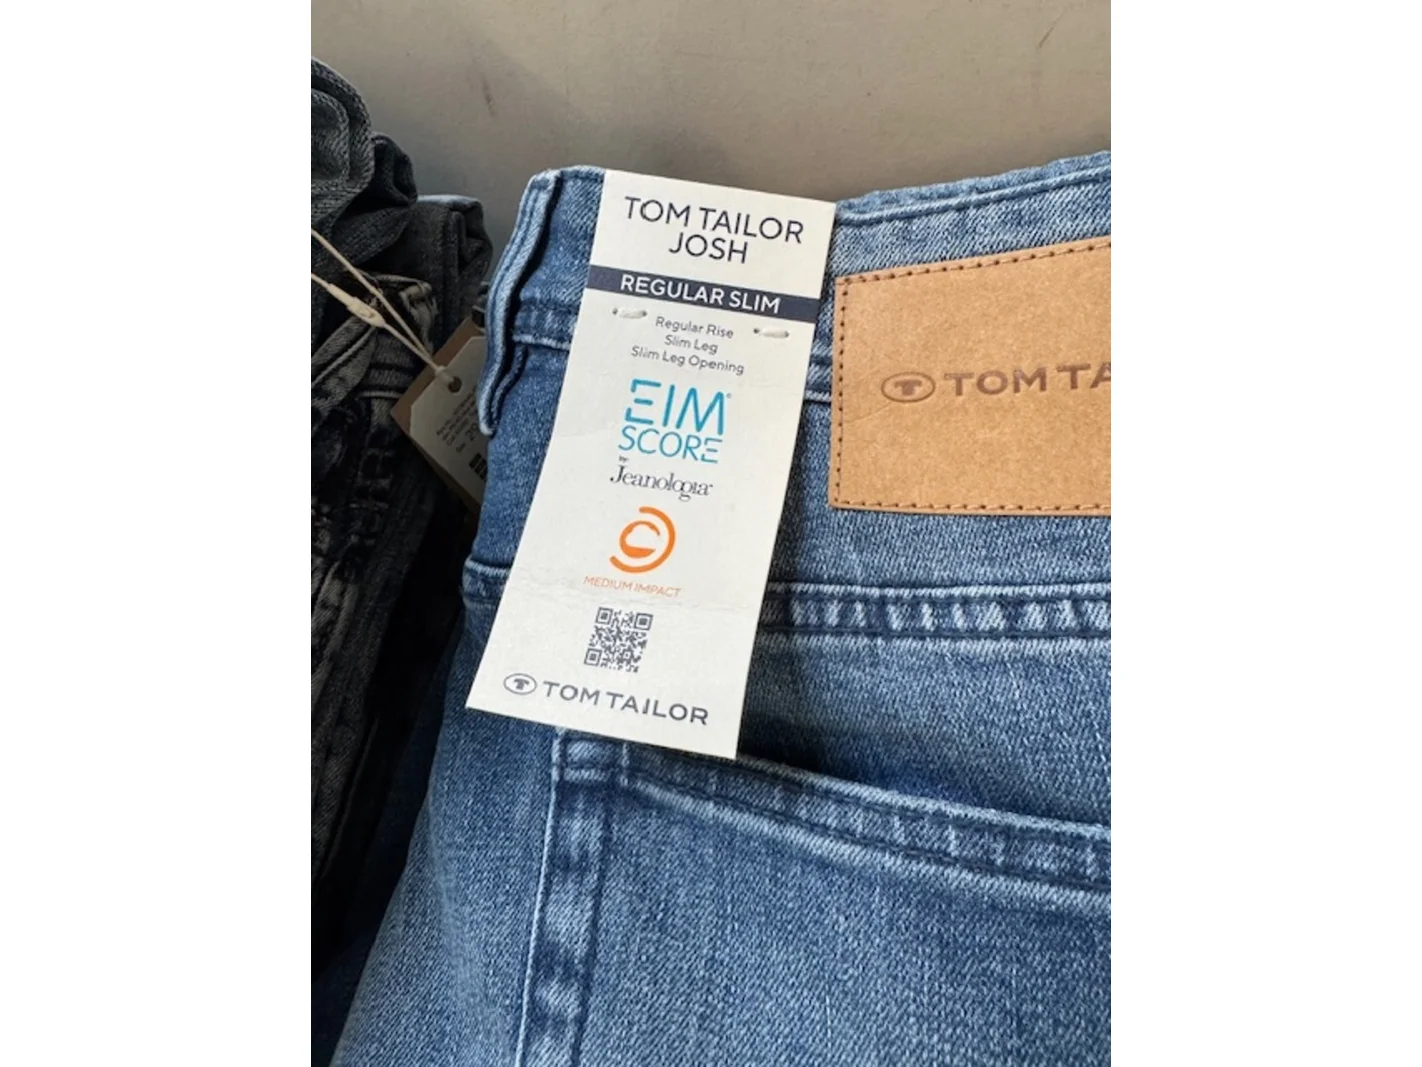 TOM TAILOR
JOSH
REGULAR SLIM
Regular Rise
Slim Leg
Slim Leg Opening
EIM®
SCORE
by
Jeanologia
MEDIUM IMPACT
TOM TAILOR
TOM TA